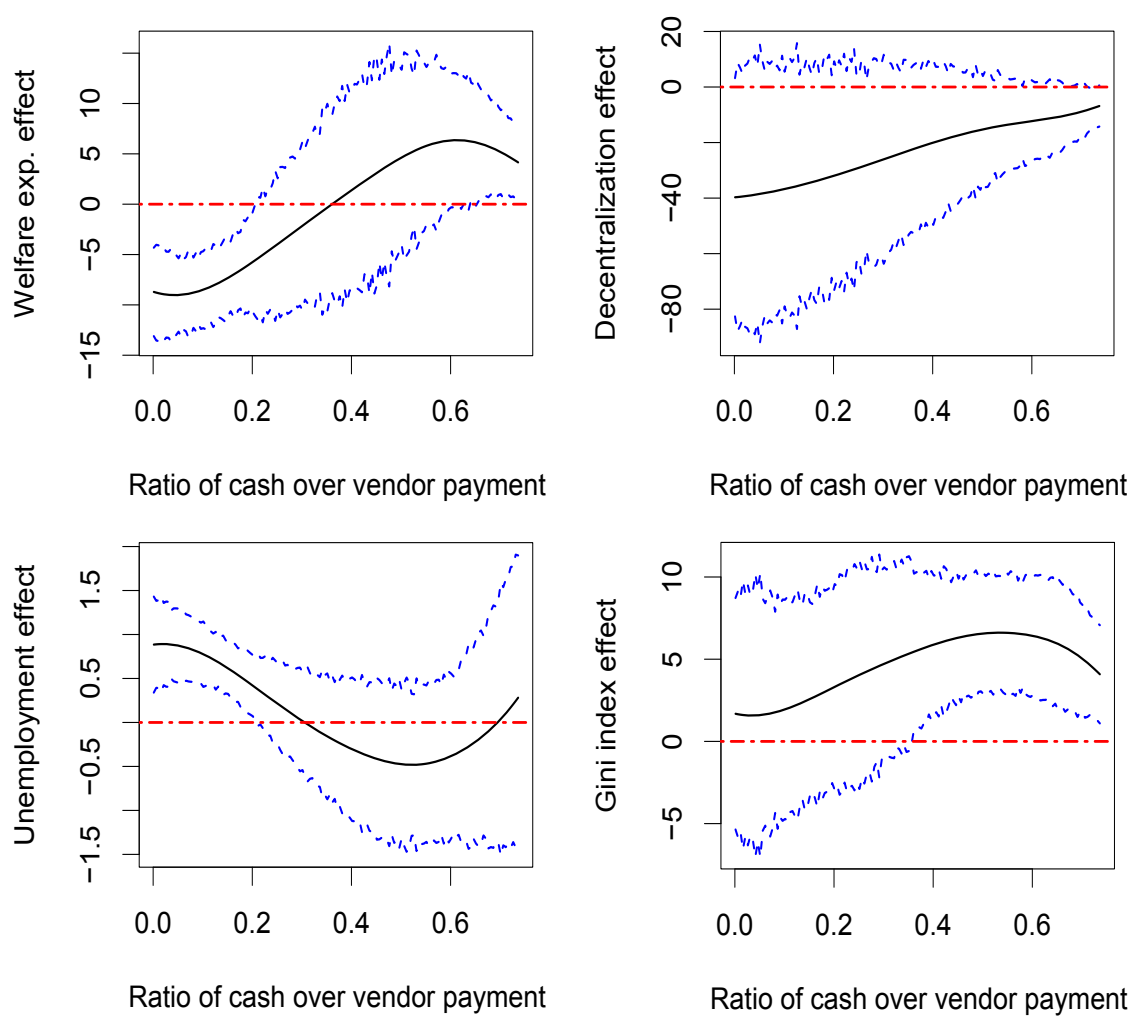 Welfare exp. effect
10
5
0
−5
−15
0.0 0.2 0.4 0.6
Ratio of cash over vendor payment
Decentralization effect
20
0
−40
−80
0.0 0.2 0.4 0.6
Ratio of cash over vendor payment
Unemployment effect
1.5
0.5
−0.5
−1.5
0.0 0.2 0.4 0.6
Ratio of cash over vendor payment
Gini index effect
10
5
0
−5
0.0 0.2 0.4 0.6
Ratio of cash over vendor payment